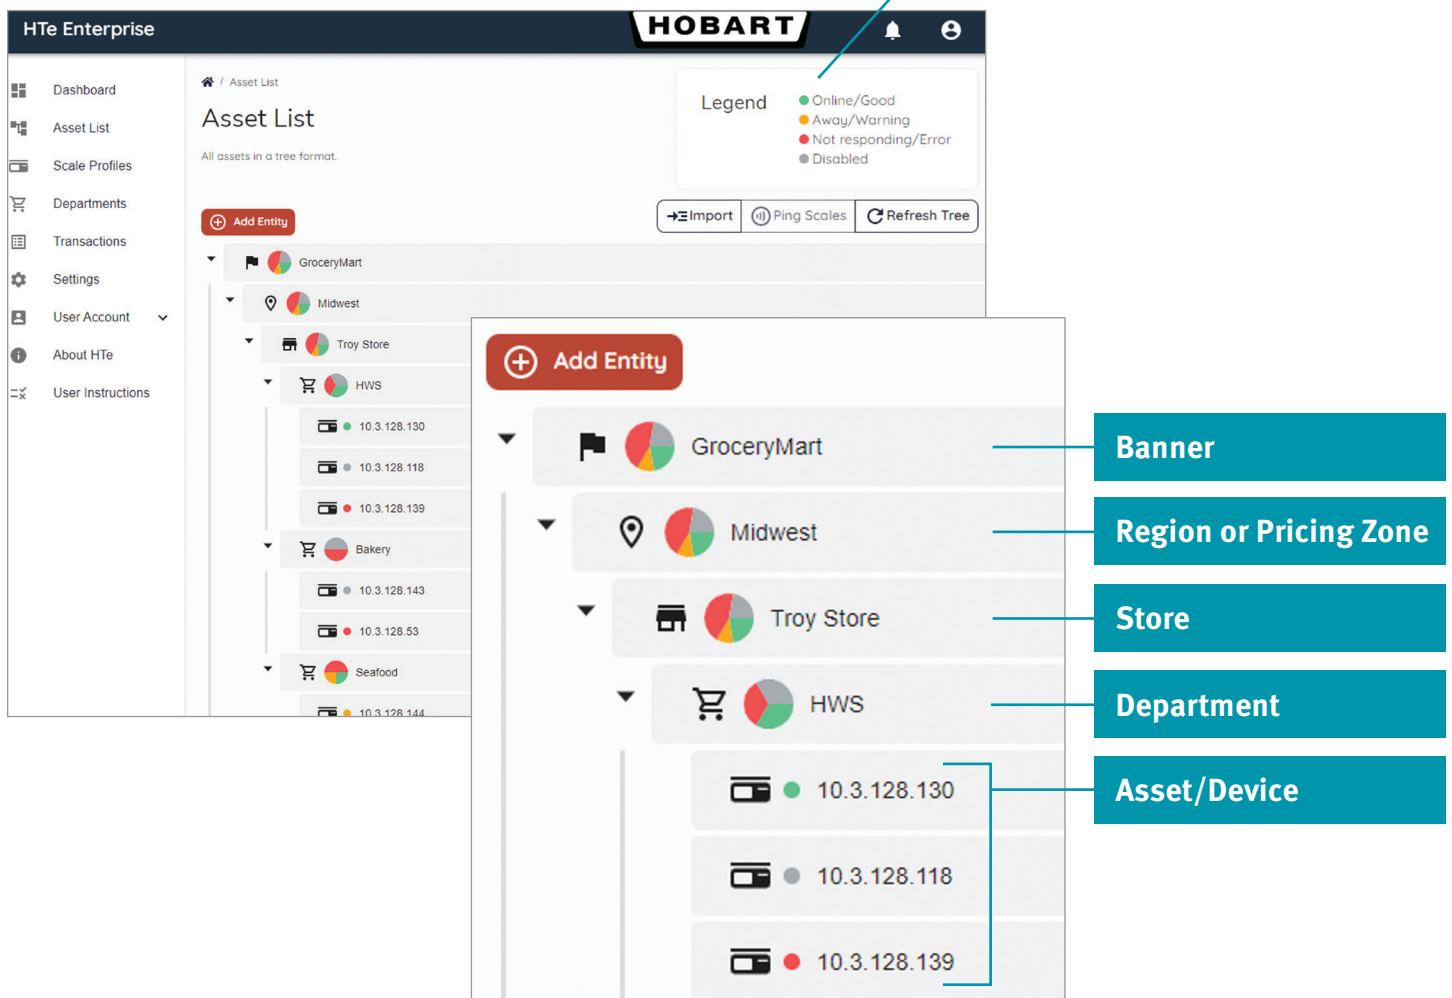 HTe Enterprise
HOBART
Dashboard
Asset List
Scale Profiles
Departments
Transactions
Settings
User Account
About HTe
User Instructions
/ Asset List
Asset List
All assets in a tree format.
Legend
Online/Good
Away/Warning
Not responding/Error
Disabled
Add Entity
Import
Ping Scales
Refresh Tree
GroceryMart
Midwest
Troy Store
HWS
10.3.128.130
10.3.128.118
10.3.128.139
Bakery
10.3.128.143
10.3.128.53
Seafood
10.3.128.144
Add Entity
GroceryMart
Midwest
Troy Store
HWS
10.3.128.130
10.3.128.118
10.3.128.139
Banner
Region or Pricing Zone
Store
Department
Asset/Device